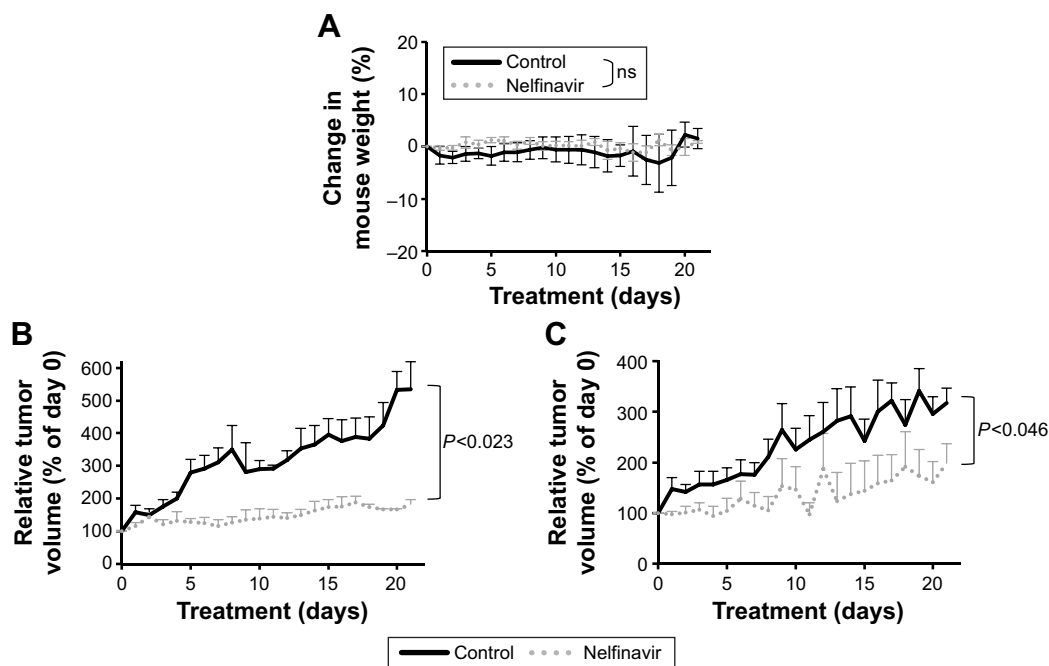 A
Change in
mouse weight (%)
20
10
0
–10
–20
Control
Nelfinavir
ns
0
5
10
15
20
Treatment (days)
B
Relative tumor
volume (% of day 0)
600
500
400
300
200
100
0
P<0.023
0
5
10
15
20
Treatment (days)
C
Relative tumor
volume (% of day 0)
400
300
200
100
0
P<0.046
0
5
10
15
20
Treatment (days)
Control
Nelfinavir